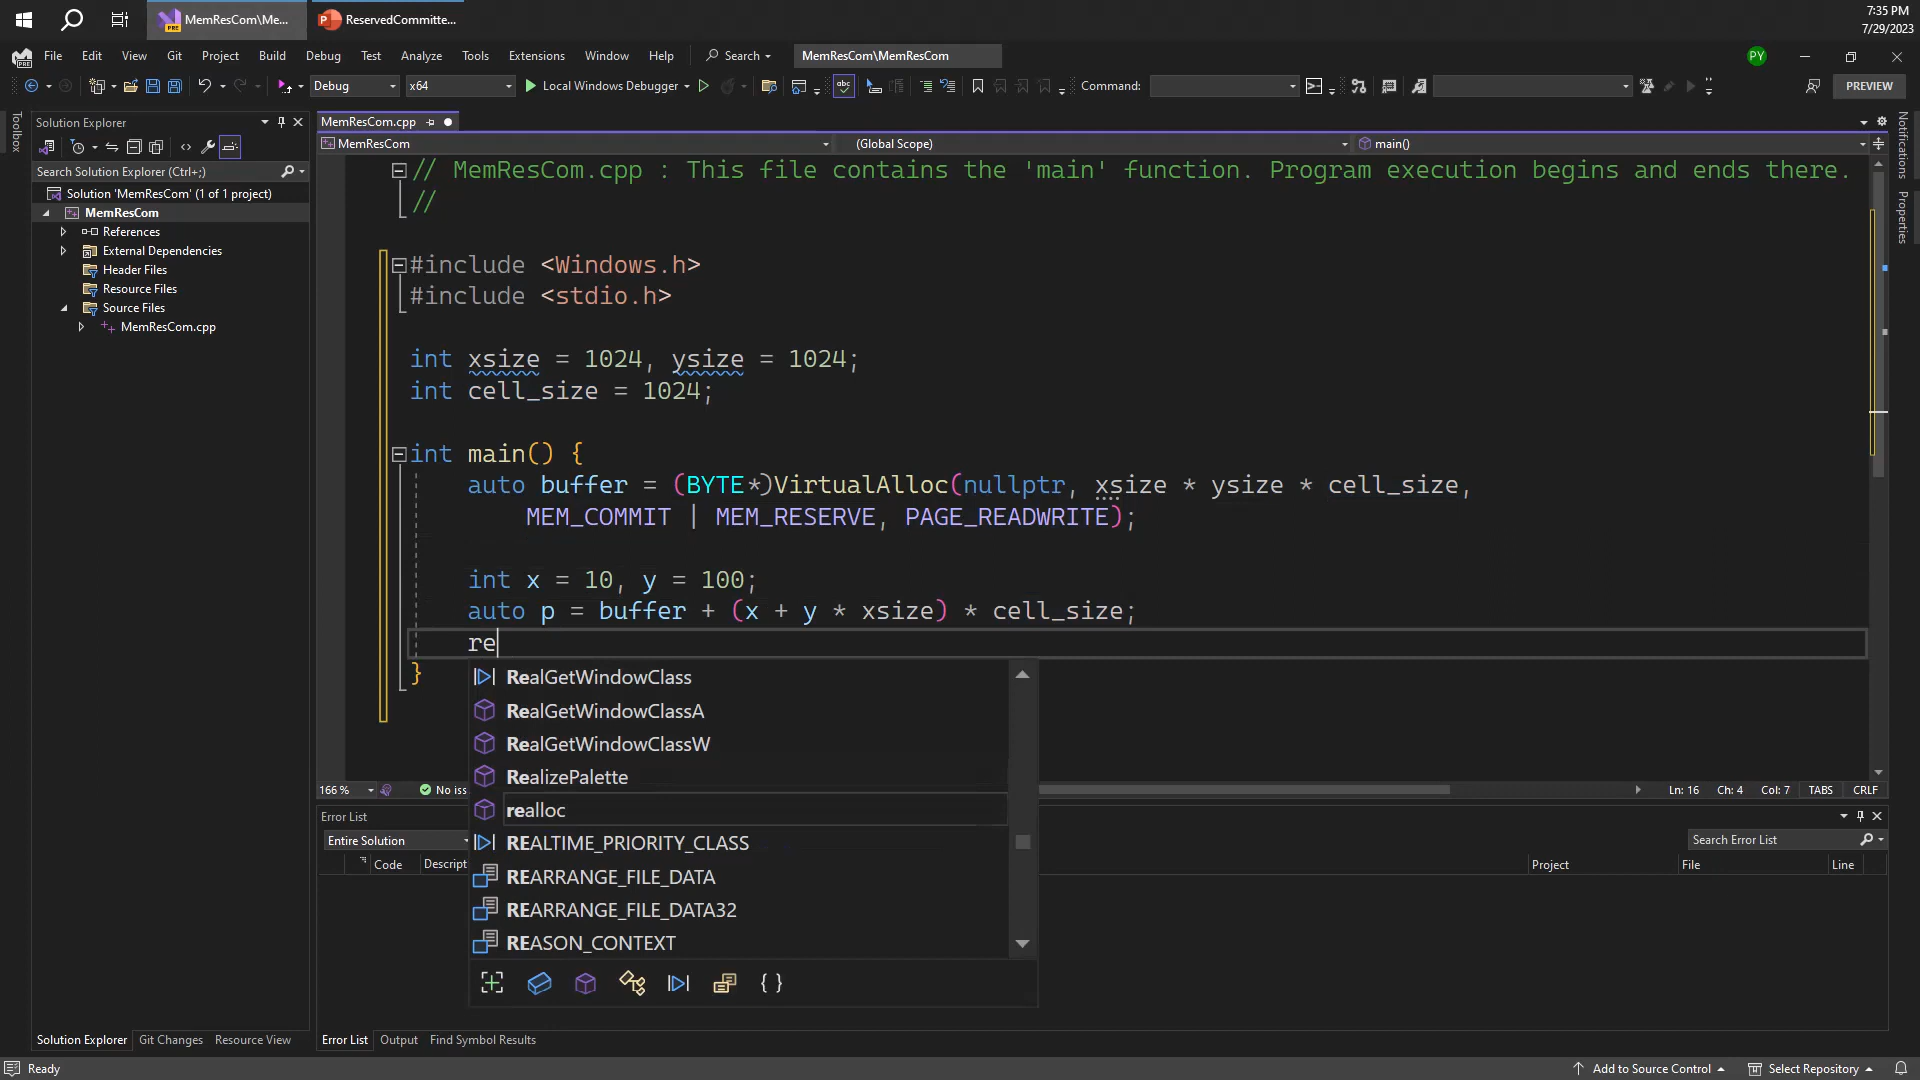 MemResCom\Me...
ReservedCommitte...
7:35 PM
7/29/2023
File Edit View Git Project Build Debug Test Analyze Tools Extensions Window Help Search MemResCom\MemResCom PY
Debug x64 Local Windows Debugger Command: PREVIEW
Toolbox
Solution Explorer
Search Solution Explorer (Ctrl+;)
Solution 'MemResCom' (1 of 1 project)
MemResCom
References
External Dependencies
Header Files
Resource Files
Source Files
MemResCom.cpp
MemResCom.cpp
MemResCom (Global Scope) main()
// MemResCom.cpp : This file contains the 'main' function. Program execution begins and ends there.
//
#include <Windows.h>
#include <stdio.h>
int xsize = 1024, ysize = 1024;
int cell_size = 1024;
int main() {
auto buffer = (BYTE*)VirtualAlloc(nullptr, xsize * ysize * cell_size,
MEM_COMMIT | MEM_RESERVE, PAGE_READWRITE);
int x = 10, y = 100;
auto p = buffer + (x + y * xsize) * cell_size;
re
}
RealGetWindowClass
RealGetWindowClassA
RealGetWindowClassW
RealizePalette
realloc
REALTIME_PRIORITY_CLASS
REARRANGE_FILE_DATA
REARRANGE_FILE_DATA32
REASON_CONTEXT
166 % No iss Ln: 16 Ch: 4 Col: 7 TABS CRLF
Error List
Entire Solution Search Error List
Code Descript Project File Line
Notifications
Properties
Solution Explorer Git Changes Resource View Error List Output Find Symbol Results
Ready Add to Source Control Select Repository